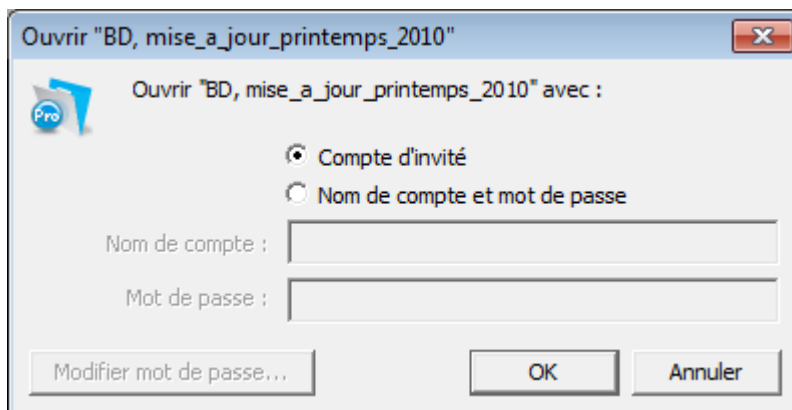 Ouvrir "BD, mise_a_jour_printemps_2010"
Ouvrir "BD, mise_a_jour_printemps_2010" avec :
Pro
Compte d'invité
Nom de compte et mot de passe
Nom de compte :
Mot de passe :
Modifier mot de passe... OK Annuler